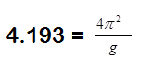 4.193 = 4π² / g